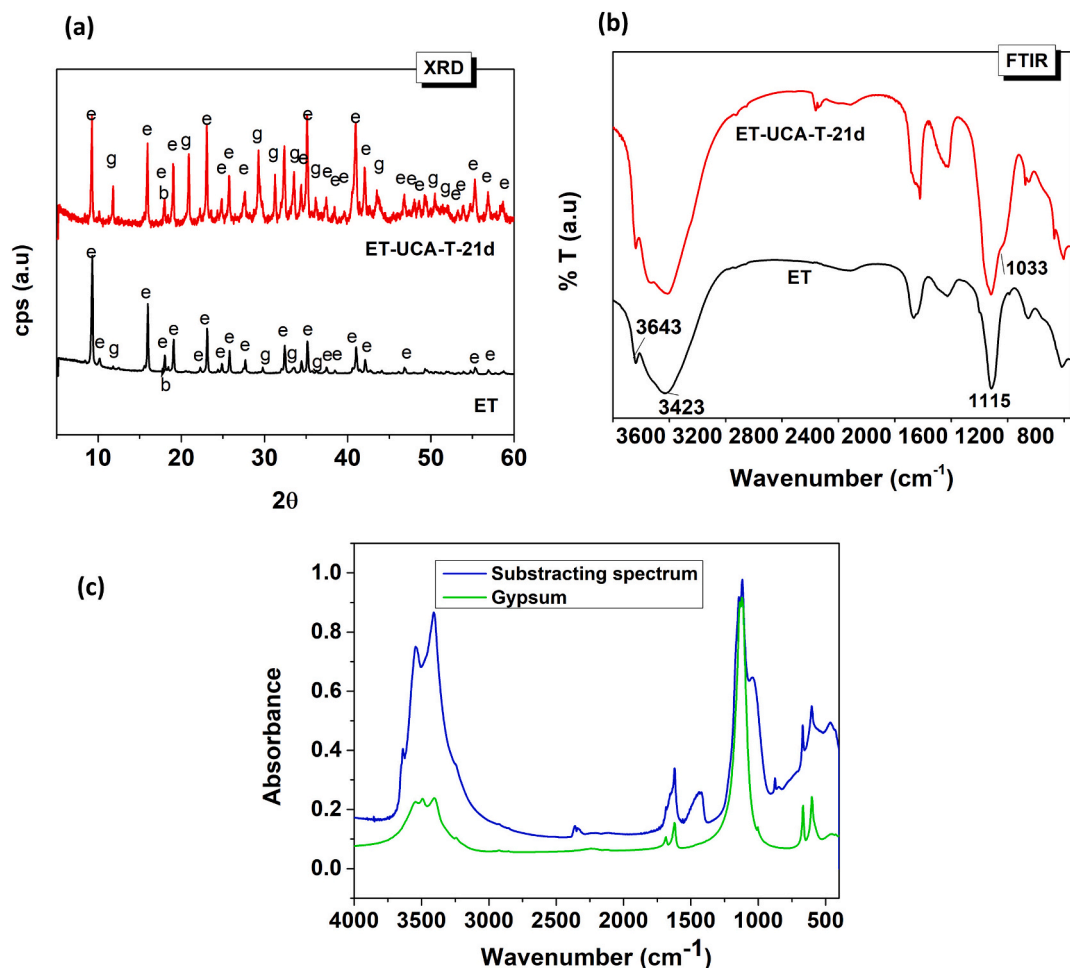 (a)
XRD
e e e g e e g e e g g e e g e e e g e e e e g e e g e e g g e e e e e
b
ET-UCA-T-21d
e e e g e e e e e e g e g e g e e e e e e e
b
ET
cps (a.u)
10 20 30 40 50 60
2θ
(b)
FTIR
ET-UCA-T-21d
1033
ET
3643
3423
1115
% T (a.u)
3600 3200 2800 2400 2000 1600 1200 800
Wavenumber (cm-1)
(c)
Substracting spectrum
Gypsum
1.0
0.8
0.6
0.4
0.2
0.0
Absorbance
4000 3500 3000 2500 2000 1500 1000 500
Wavenumber (cm-1)